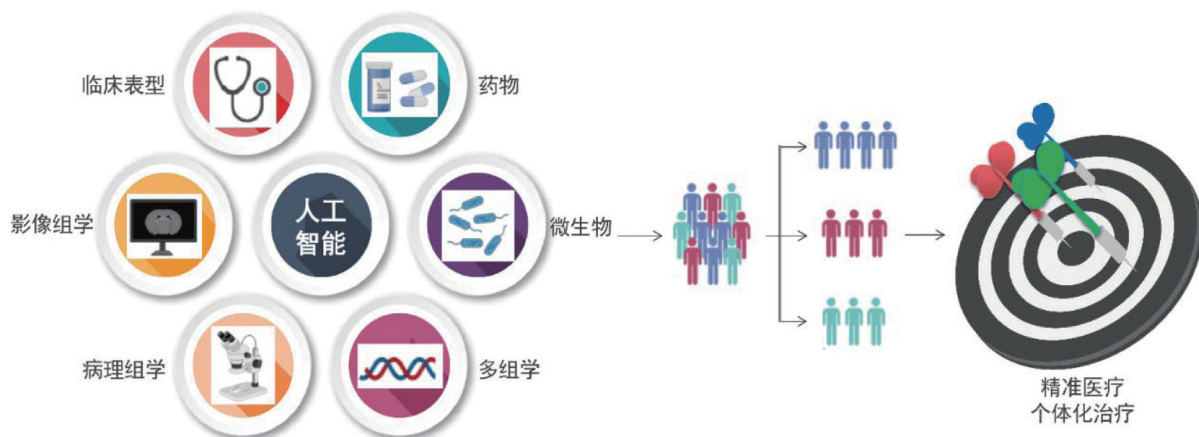 临床表型
药物
影像组学
人工
智能
微生物
病理组学
多组学
精准医疗
个体化治疗